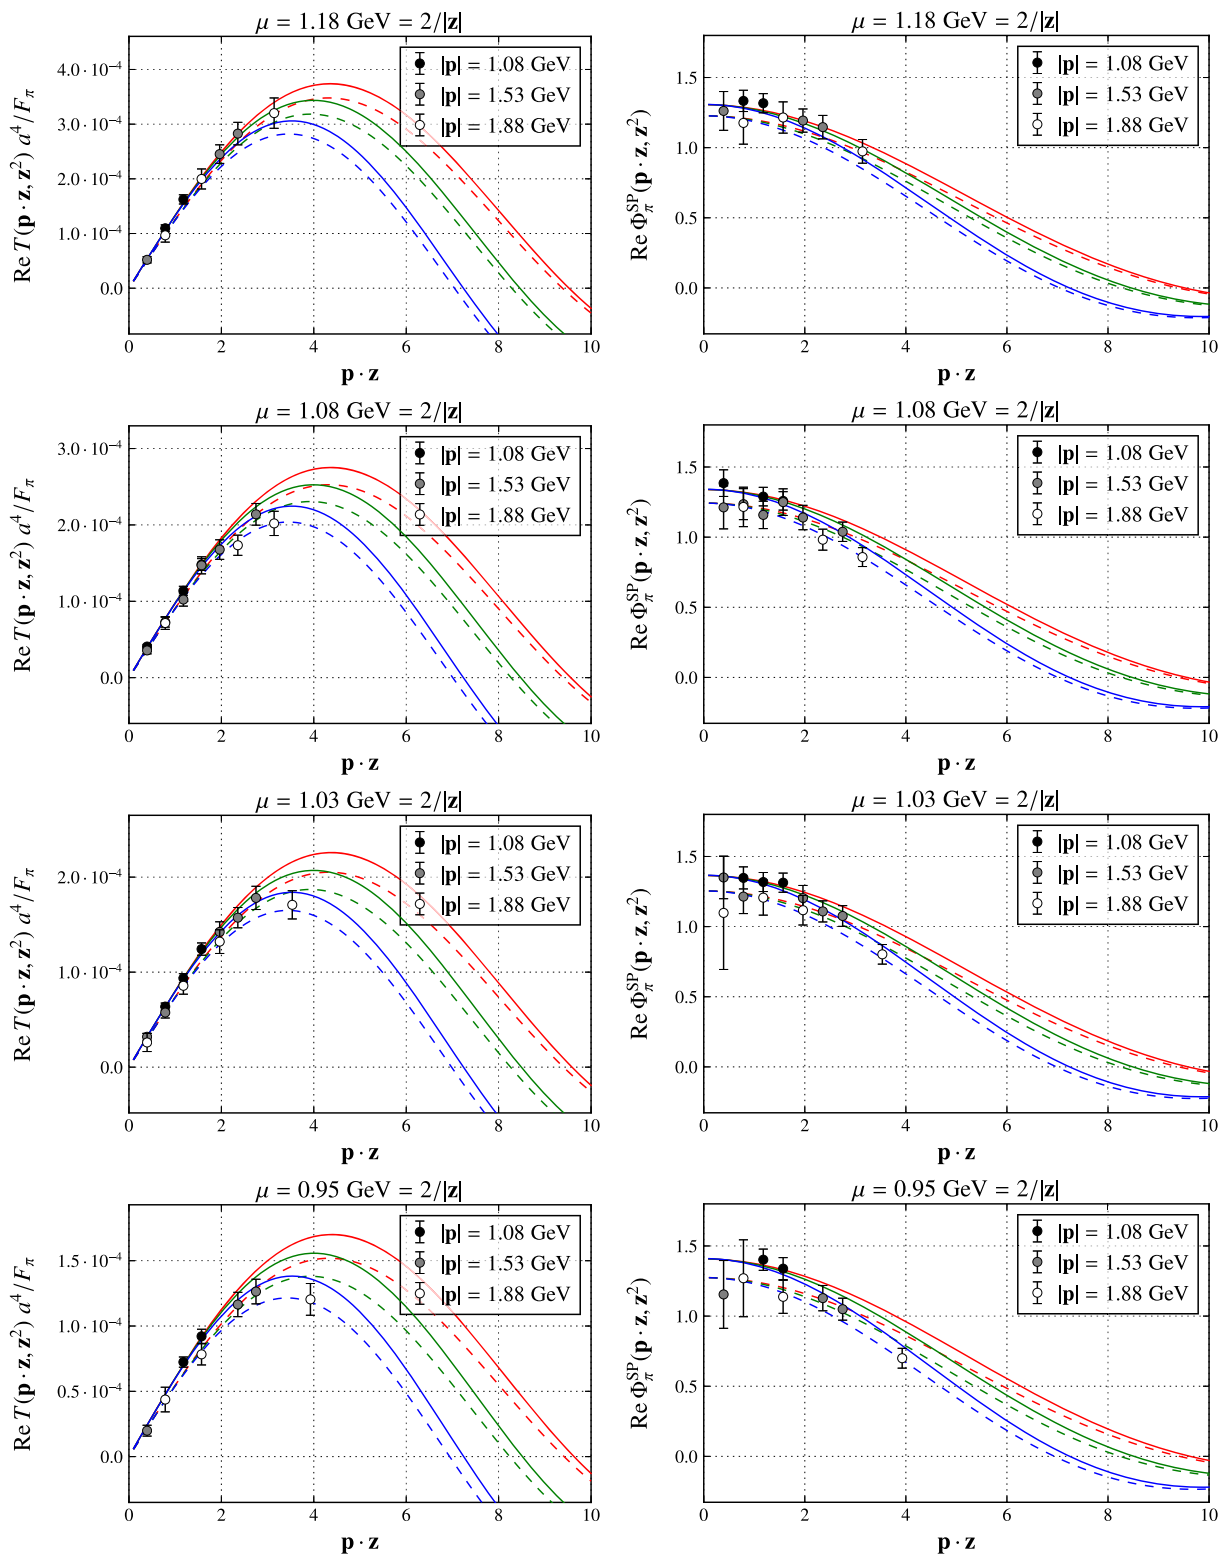 μ = 1.18 GeV = 2/|z|
Re T(p · z, z²) a⁴/F_π
4.0 · 10⁻⁴
3.0 · 10⁻⁴
2.0 · 10⁻⁴
1.0 · 10⁻⁴
0.0
|p| = 1.08 GeV
|p| = 1.53 GeV
|p| = 1.88 GeV
0 2 4 6 8 10
p · z
μ = 1.18 GeV = 2/|z|
Re Φ_π^SP(p · z, z²)
1.5
1.0
0.5
0.0
|p| = 1.08 GeV
|p| = 1.53 GeV
|p| = 1.88 GeV
0 2 4 6 8 10
p · z
μ = 1.08 GeV = 2/|z|
Re T(p · z, z²) a⁴/F_π
3.0 · 10⁻⁴
2.0 · 10⁻⁴
1.0 · 10⁻⁴
0.0
|p| = 1.08 GeV
|p| = 1.53 GeV
|p| = 1.88 GeV
0 2 4 6 8 10
p · z
μ = 1.08 GeV = 2/|z|
Re Φ_π^SP(p · z, z²)
1.5
1.0
0.5
0.0
|p| = 1.08 GeV
|p| = 1.53 GeV
|p| = 1.88 GeV
0 2 4 6 8 10
p · z
μ = 1.03 GeV = 2/|z|
Re T(p · z, z²) a⁴/F_π
2.0 · 10⁻⁴
1.0 · 10⁻⁴
0.0
|p| = 1.08 GeV
|p| = 1.53 GeV
|p| = 1.88 GeV
0 2 4 6 8 10
p · z
μ = 1.03 GeV = 2/|z|
Re Φ_π^SP(p · z, z²)
1.5
1.0
0.5
0.0
|p| = 1.08 GeV
|p| = 1.53 GeV
|p| = 1.88 GeV
0 2 4 6 8 10
p · z
μ = 0.95 GeV = 2/|z|
Re T(p · z, z²) a⁴/F_π
1.5 · 10⁻⁴
1.0 · 10⁻⁴
0.5 · 10⁻⁴
0.0
|p| = 1.08 GeV
|p| = 1.53 GeV
|p| = 1.88 GeV
0 2 4 6 8 10
p · z
μ = 0.95 GeV = 2/|z|
Re Φ_π^SP(p · z, z²)
1.5
1.0
0.5
0.0
|p| = 1.08 GeV
|p| = 1.53 GeV
|p| = 1.88 GeV
0 2 4 6 8 10
p · z